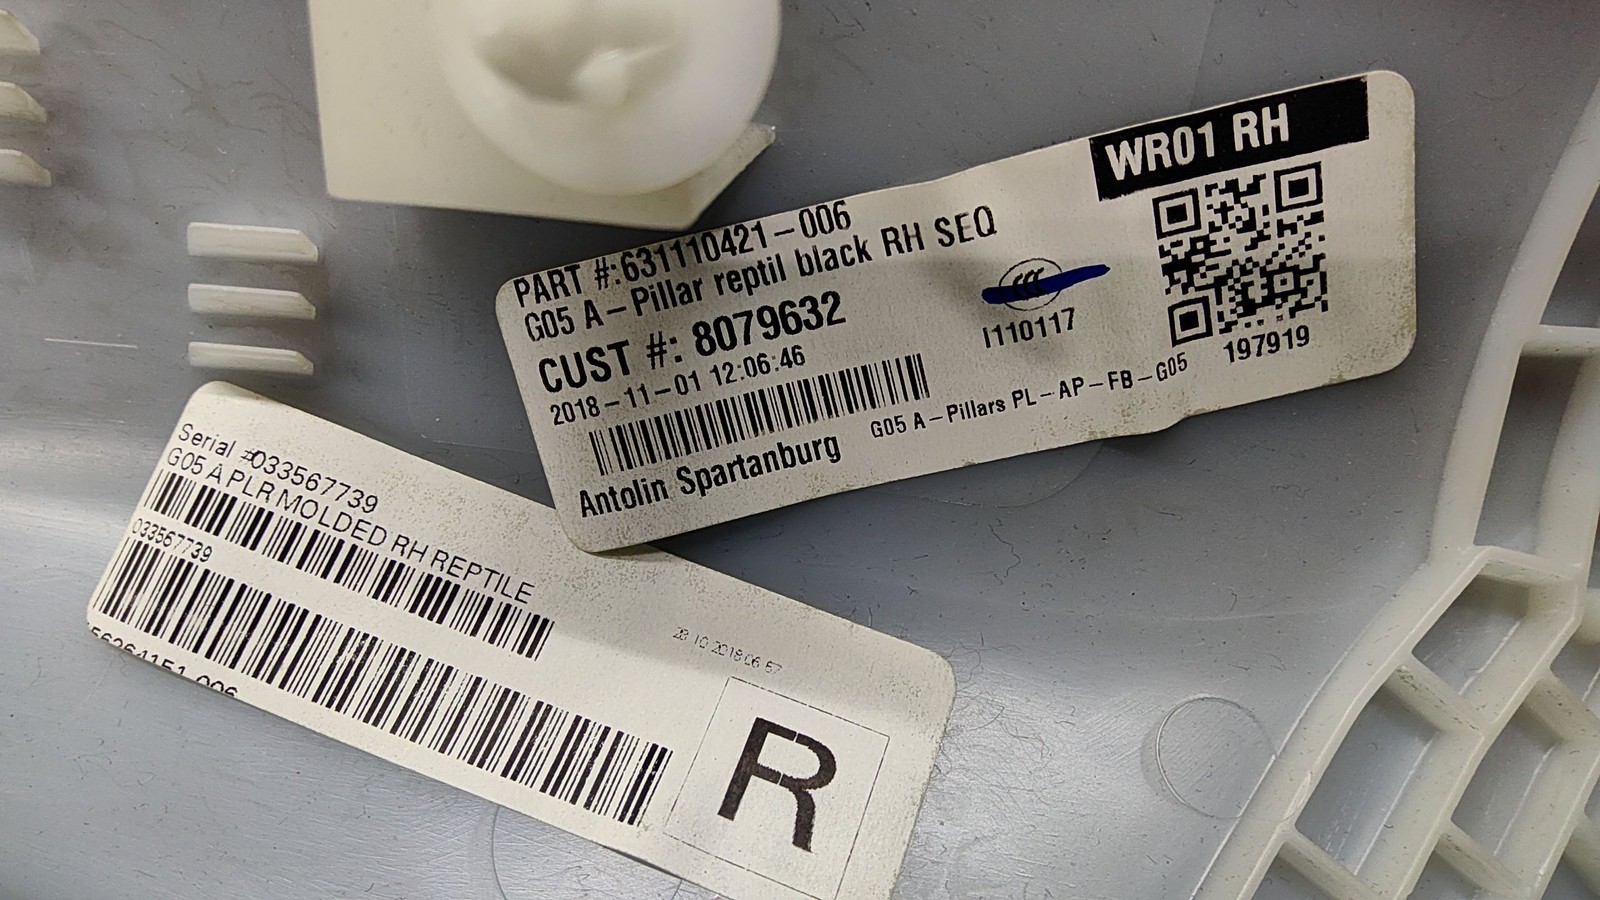 WR01 RH
PART #:631110421-006
G05 A-Pillar reptil black RH SEQ
CUST #: 8079632
2018-11-01 12:06:46
I110117
197919
Antolin Spartanburg
G05 A-Pillars PL-AP-FB-G05
Serial #033567739
G05 A PLR MOLDED RH REPTILE
033567739
28.10.2018 06:57
R